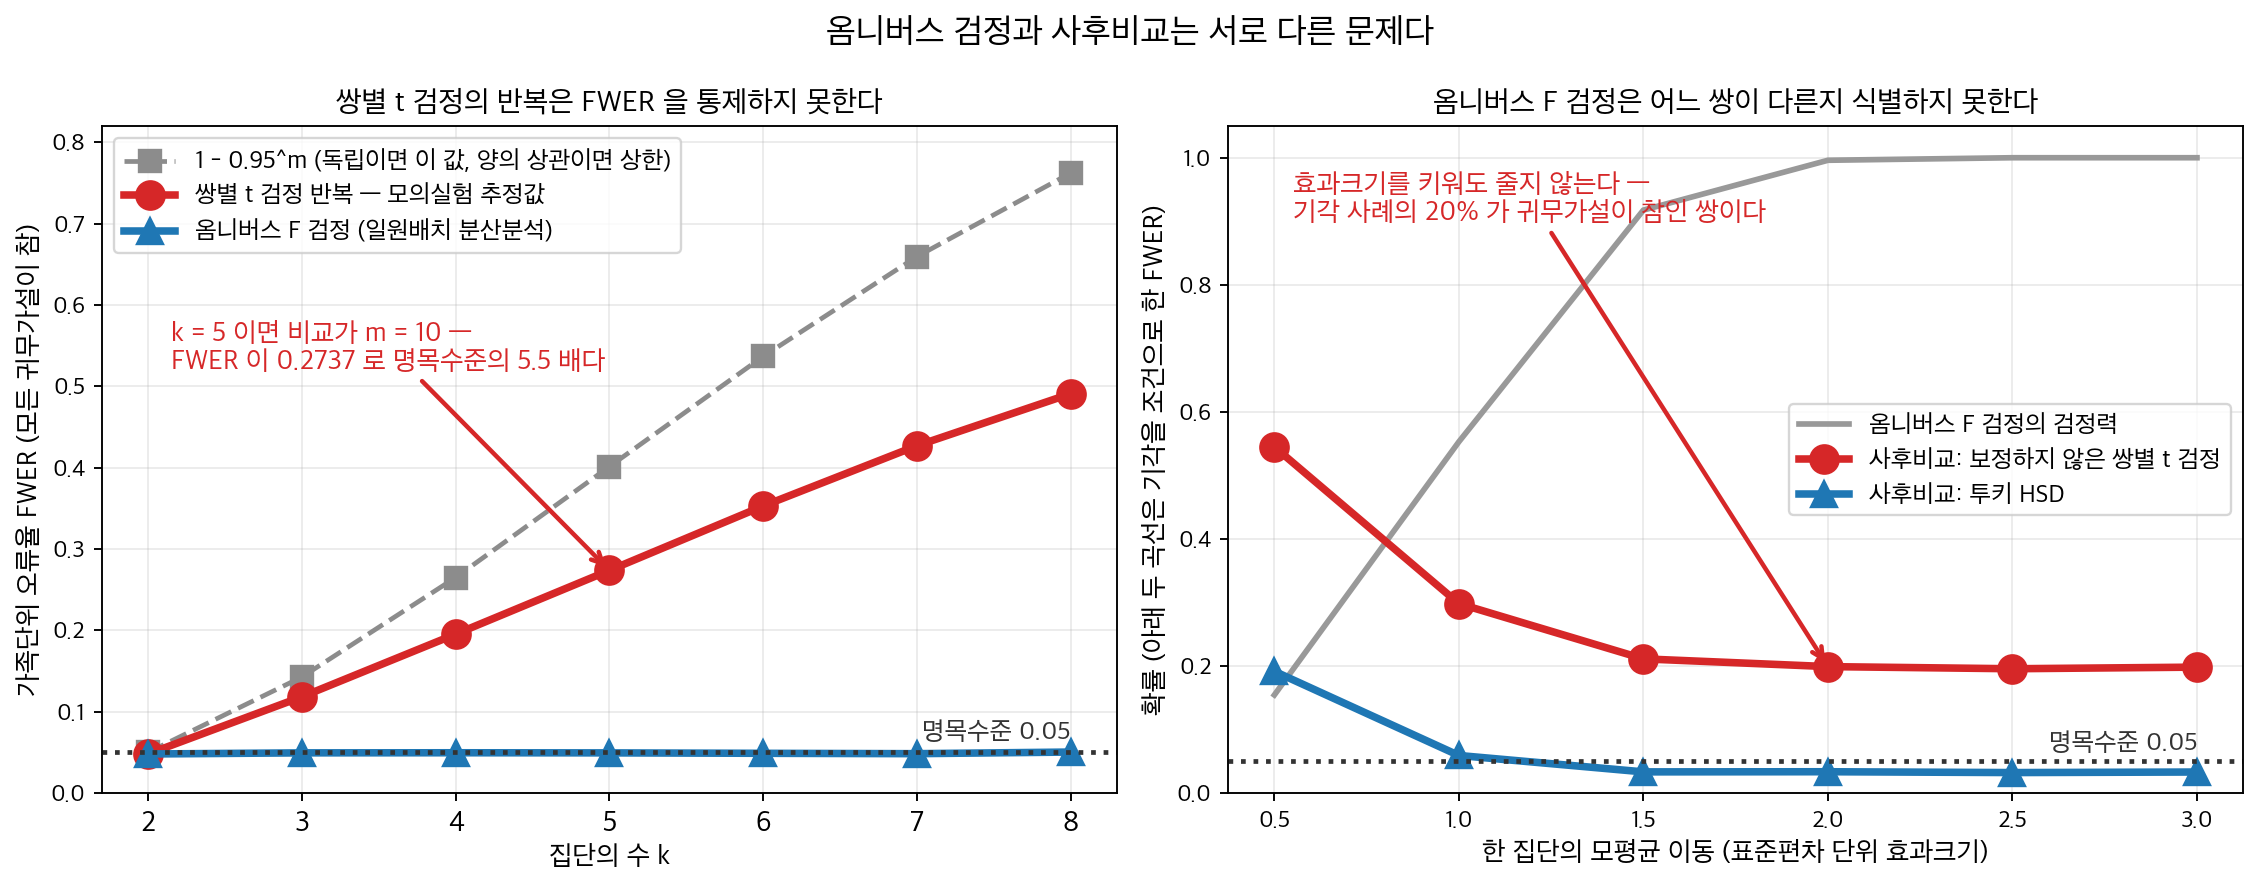 옴니버스 검정과 사후비교는 서로 다른 문제다
쌍별 t 검정의 반복은 FWER 을 통제하지 못한다
가족단위 오류율 FWER (모든 귀무가설이 참)
0.8
0.7
0.6
0.5
0.4
0.3
0.2
0.1
0.0
1 - 0.95^m (독립이면 이 값, 양의 상관이면 상한)
쌍별 t 검정 반복 — 모의실험 추정값
옴니버스 F 검정 (일원배치 분산분석)
k = 5 이면 비교가 m = 10 —
FWER 이 0.2737 로 명목수준의 5.5 배다
명목수준 0.05
2 3 4 5 6 7 8
집단의 수 k
옴니버스 F 검정은 어느 쌍이 다른지 식별하지 못한다
확률 (아래 두 곡선은 기각을 조건으로 한 FWER)
1.0
0.8
0.6
0.4
0.2
0.0
효과크기를 키워도 줄지 않는다 —
기각 사례의 20% 가 귀무가설이 참인 쌍이다
옴니버스 F 검정의 검정력
사후비교: 보정하지 않은 쌍별 t 검정
사후비교: 투키 HSD
명목수준 0.05
0.5 1.0 1.5 2.0 2.5 3.0
한 집단의 모평균 이동 (표준편차 단위 효과크기)